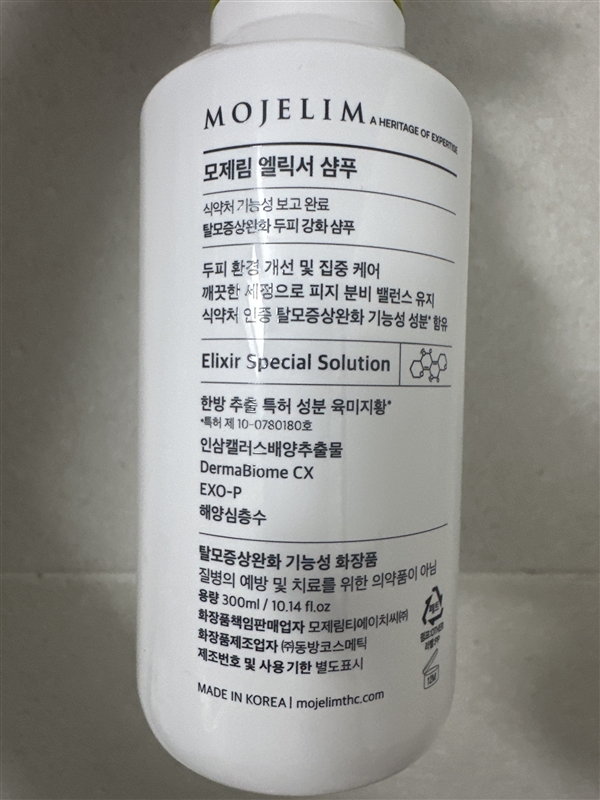 MOJELIM A HERITAGE OF EXPERTISE
모제림 엘릭서 샴푸
식약처 기능성 보고 완료
탈모증상완화 두피 강화 샴푸
두피 환경 개선 및 집중 케어
깨끗한 세정으로 피지 분비 밸런스 유지
식약처 인증 탈모증상완화 기능성 성분* 함유
Elixir Special Solution
한방 추출 특허 성분 육미지황*
*특허 제 10-0780180호
인삼캘러스배양추출물
DermaBiome CX
EXO-P
해양심층수
탈모증상완화 기능성 화장품
질병의 예방 및 치료를 위한 의약품이 아님
용량 300ml / 10.14 fl.oz
화장품책임판매업자 모제림티에이치씨㈜
화장품제조업자 ㈜동방코스메틱
제조번호 및 사용기한 별도표시
MADE IN KOREA | mojelimthc.com
12M